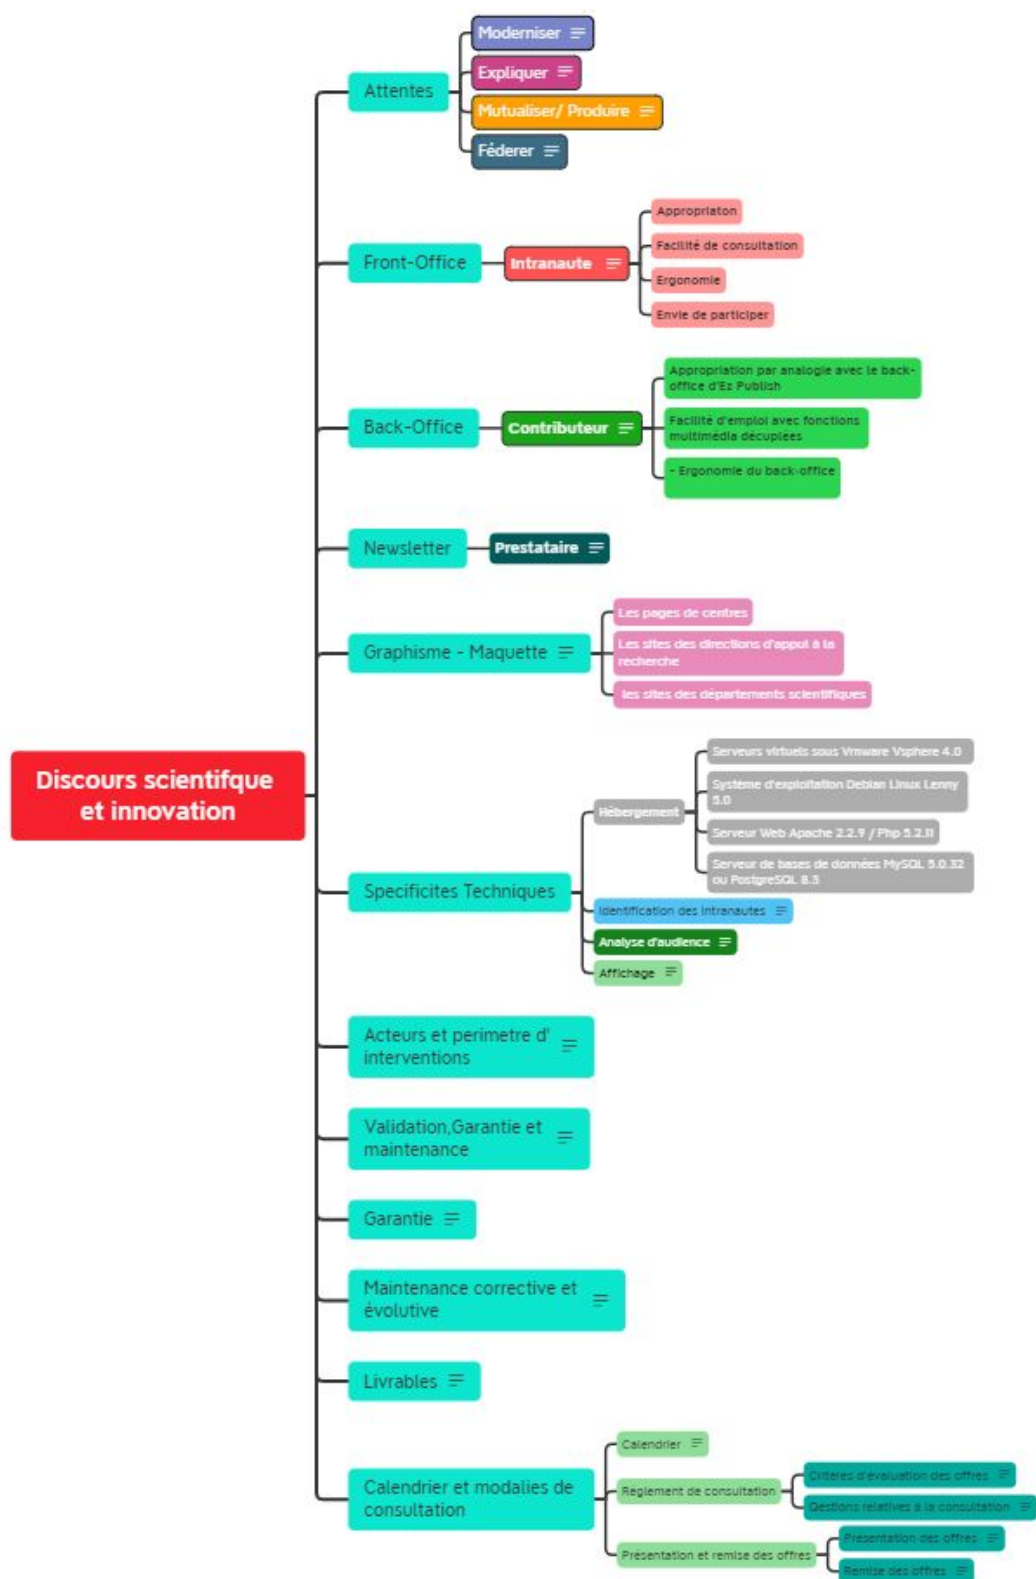 Moderniser
Expliquer
Attentes
Mutualiser/ Produire
Féderer
Appropriaton
Facilité de consultation
Front-Office
Intranaute
Ergonomie
Envie de participer
Appropriation par analogie avec le back-
office d'Ez Publish
Back-Office
Contributeur
Facilité d'emploi avec fonctions
multimédia décuplées
- Ergonomie du back-office
Newsletter
Prestataire
Les pages de centres
Graphisme - Maquette
Les sites des directions d'appui à la
recherche
les sites des départements scientifiques
Discours scientifque
et innovation
Serveurs virtuels sous Vmware Vsphere 4.0
Système d'exploitation Debian Linux Lenny
5.0
Hébergement
Serveur Web Apache 2.2.9 / Php 5.2.11
Serveur de bases de données MySQL 5.0.32
ou PostgreSQL 8.3
Specificites Techniques
Identification des intranautes
Analyse d'audience
Affichage
Acteurs et perimetre d'
interventions
Validation,Garantie et
maintenance
Garantie
Maintenance corrective et
évolutive
Livrables
Calendrier
Calendrier et modalies de
consultation
Règlement de consultation
Critères d'évaluation des offres
Qestions relatives à la consultation
Présentation et remise des offres
Présentation des offres
Remise des offres